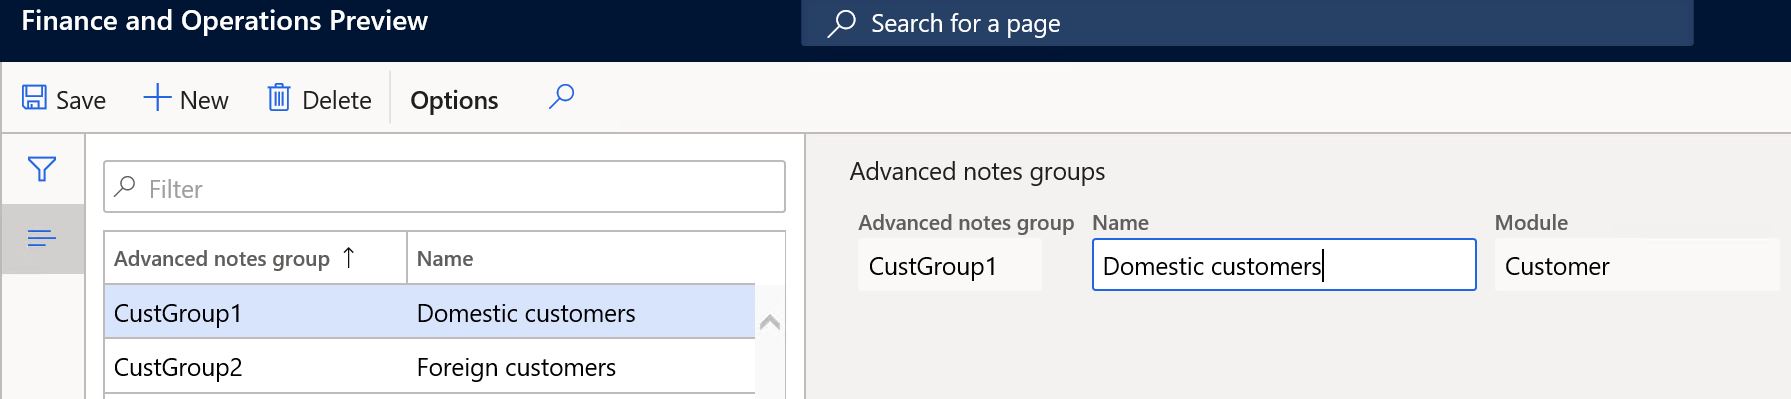 Finance and Operations Preview
Search for a page
Save New Delete Options
Filter
Advanced notes group Name
CustGroup1 Domestic customers
CustGroup2 Foreign customers
Advanced notes groups
Advanced notes group Name Module
CustGroup1 Domestic customers Customer